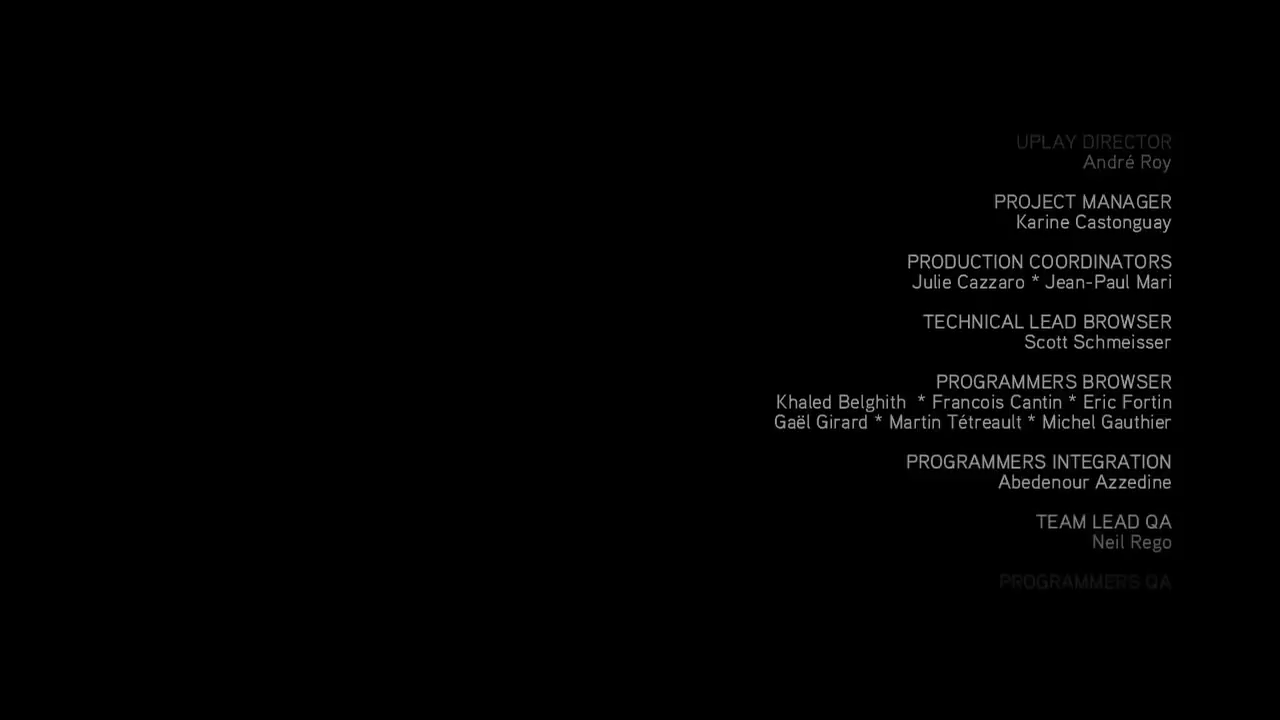 UPLAY DIRECTOR
André Roy
PROJECT MANAGER
Karine Castonguay
PRODUCTION COORDINATORS
Julie Cazzaro * Jean-Paul Mari
TECHNICAL LEAD BROWSER
Scott Schmeisser
PROGRAMMERS BROWSER
Khaled Belghith * Francois Cantin * Eric Fortin
Gaël Girard * Martin Tétreault * Michel Gauthier
PROGRAMMERS INTEGRATION
Abedenour Azzedine
TEAM LEAD QA
Neil Rego
PROGRAMMERS QA